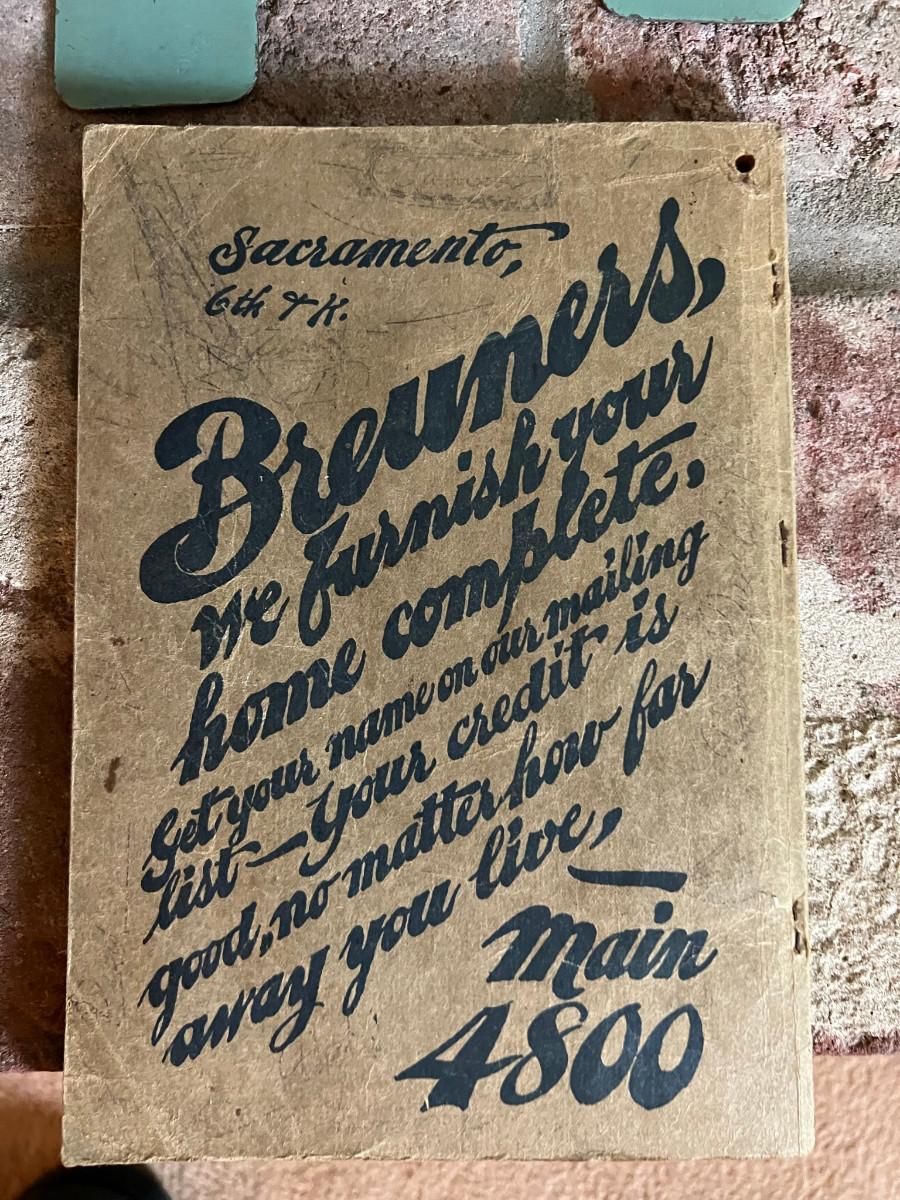 Sacramento,
6th & K.
Breuners,
We furnish your
home complete.
Get your name on our mailing
list — Your credit is
good, no matter how far
away you live,
Main
4800